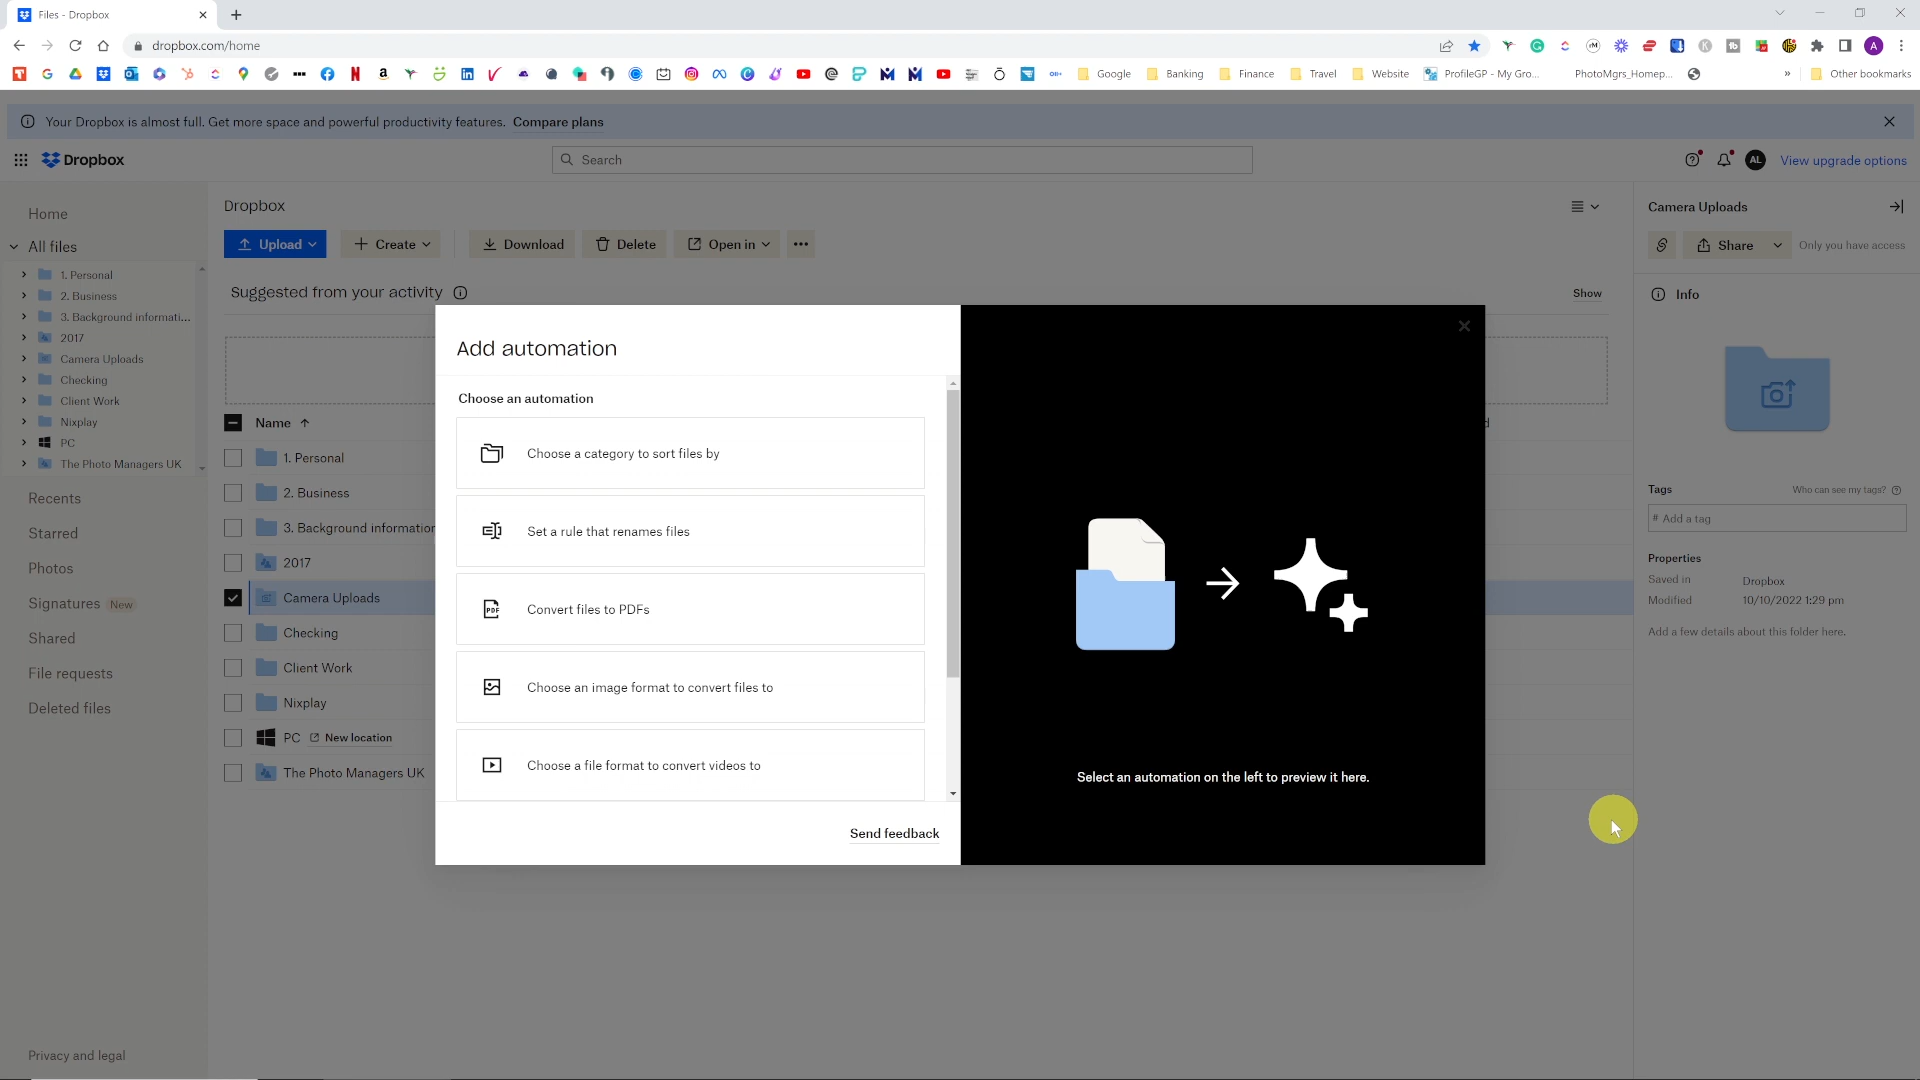 Files - Dropbox
dropbox.com/home
Google
Banking
Finance
Travel
Website
ProfileGP - My Gro...
PhotoMgrs_Homep...
»
Other bookmarks
Your Dropbox is almost full. Get more space and powerful productivity features. Compare plans
Dropbox
Search
AL
View upgrade options
Home
All files
1. Personal
2. Business
3. Background informati...
2017
Camera Uploads
Checking
Client Work
Nixplay
PC
The Photo Managers UK
Recents
Starred
Photos
Signatures New
Shared
File requests
Deleted files
Privacy and legal
Dropbox
Upload
Create
Download
Delete
Open in
Suggested from your activity
Show
Name
1. Personal
2. Business
3. Background information
2017
Camera Uploads
Checking
Client Work
Nixplay
PC New location
The Photo Managers UK
Add automation
Choose an automation
Choose a category to sort files by
Set a rule that renames files
PDF
Convert files to PDFs
Choose an image format to convert files to
Choose a file format to convert videos to
Send feedback
Select an automation on the left to preview it here.
Camera Uploads
Share
Only you have access
Info
Tags
Who can see my tags?
# Add a tag
Properties
Saved in Dropbox
Modified 10/10/2022 1:29 pm
Add a few details about this folder here.